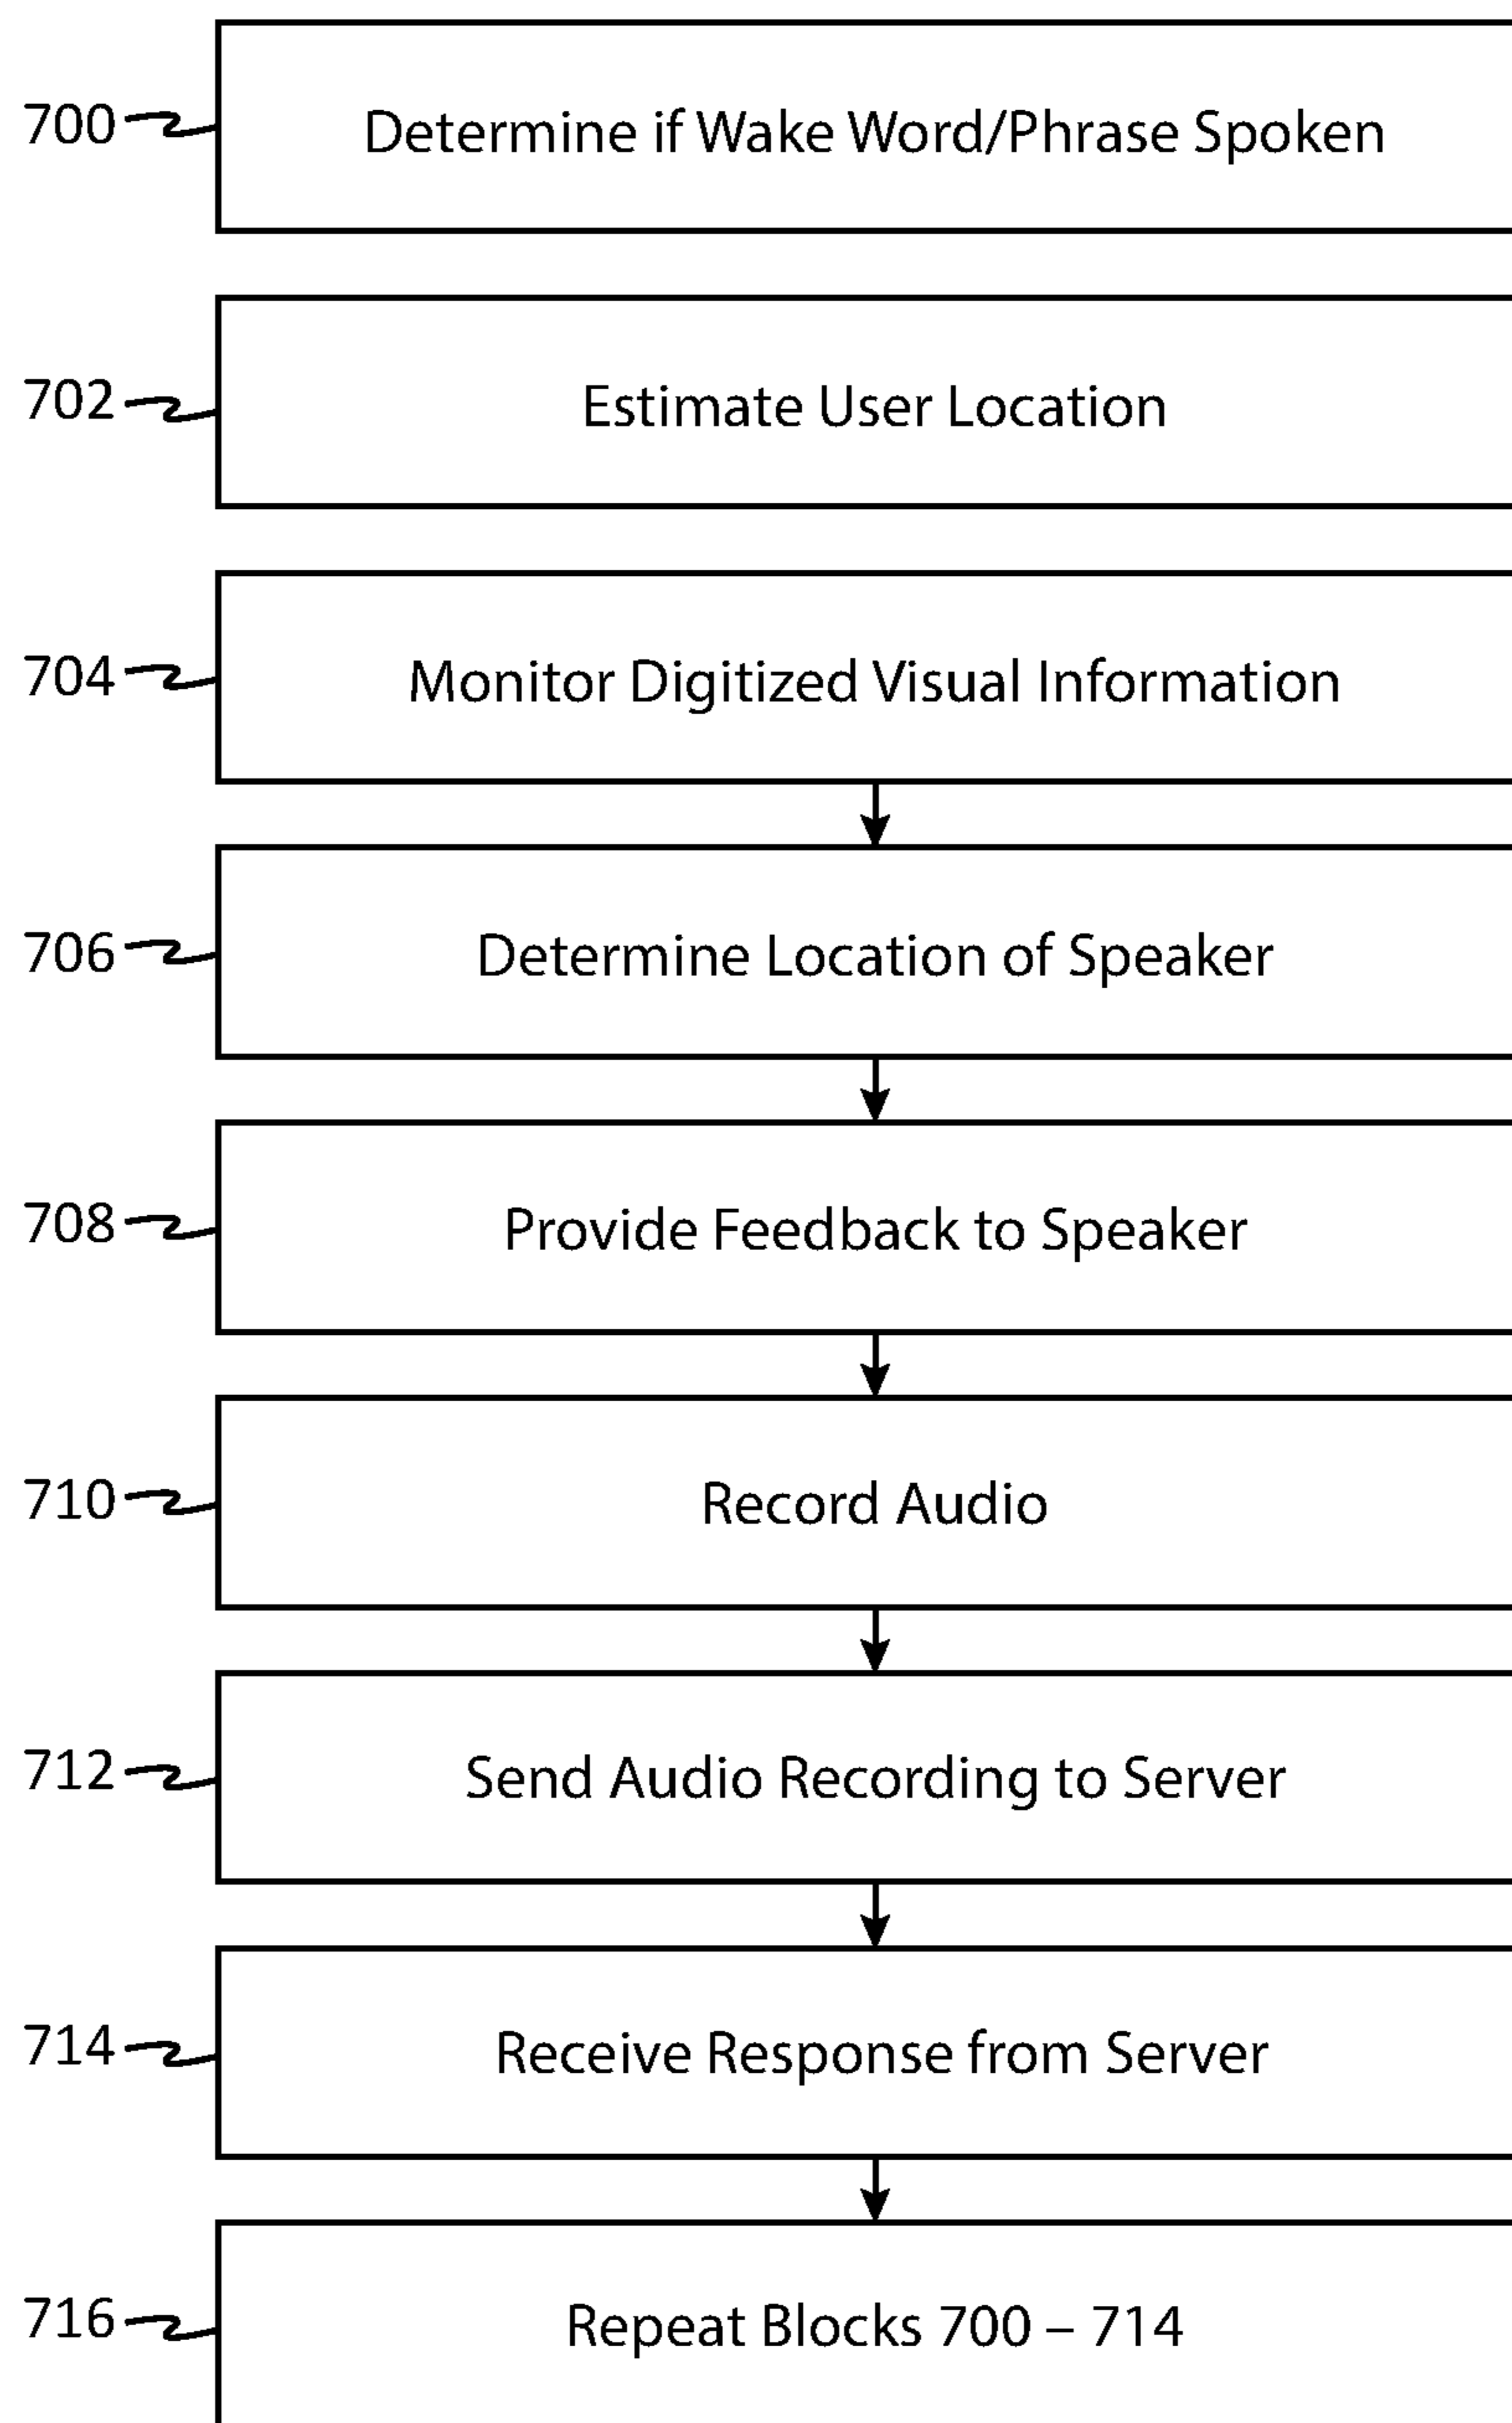 700 Determine if Wake Word/Phrase Spoken
702 Estimate User Location
704 Monitor Digitized Visual Information
706 Determine Location of Speaker
708 Provide Feedback to Speaker
710 Record Audio
712 Send Audio Recording to Server
714 Receive Response from Server
716 Repeat Blocks 700 – 714